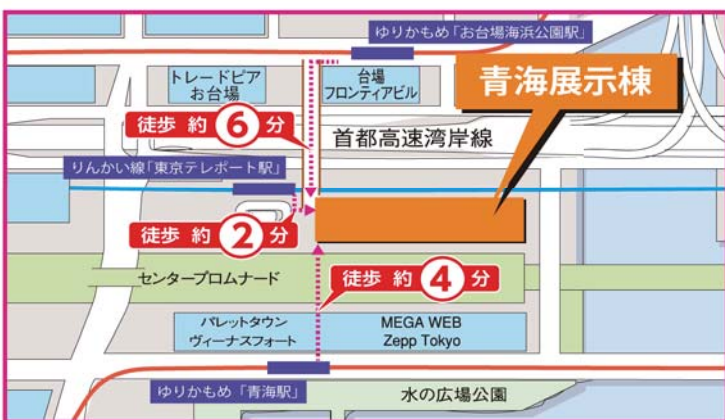 ゆりかもめ「お台場海浜公園駅」
トレードピア
お台場
台場
フロンティアビル
青海展示棟
徒歩 約 6 分
首都高速湾岸線
りんかい線「東京テレポート駅」
徒歩 約 2 分
センタープロムナード
徒歩 約 4 分
パレットタウン
ヴィーナスフォート
MEGA WEB
Zepp Tokyo
ゆりかもめ「青海駅」
水の広場公園